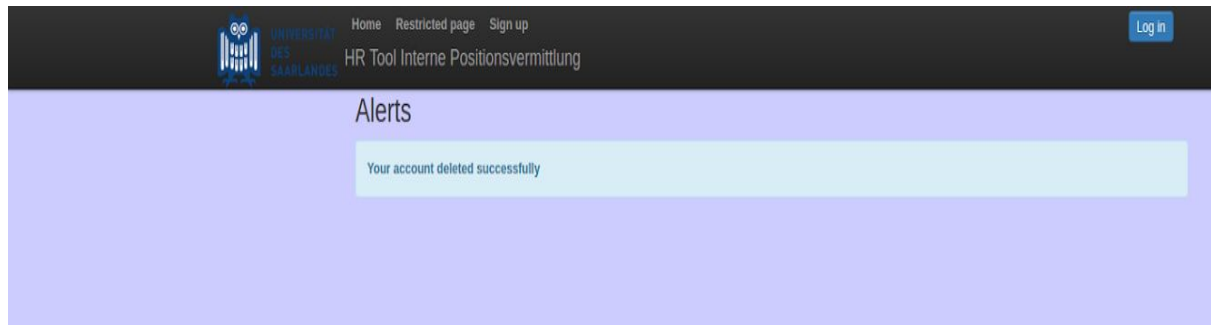 UNIVERSITÄT
DES
SAARLANDES
Home Restricted page Sign up
HR Tool Interne Positionsvermittlung
Log in
Alerts
Your account deleted successfully